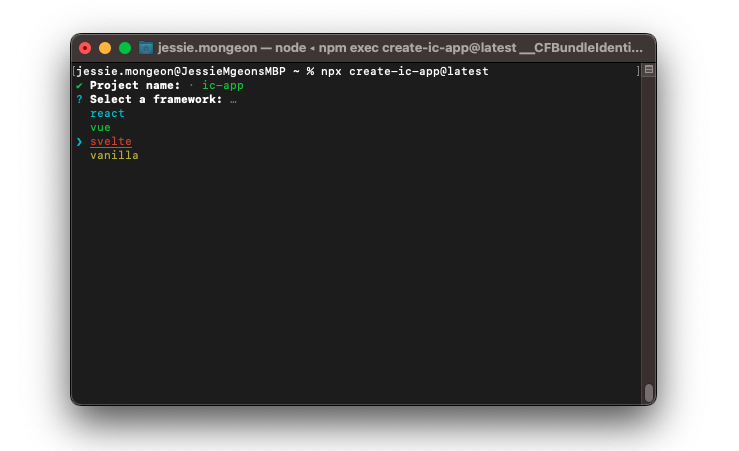 jessie.mongeon — node ◂ npm exec create-ic-app@latest __CFBundleIdenti...
[jessie.mongeon@JessieMgeonsMBP ~ % npx create-ic-app@latest ]
✔ Project name: · ic-app
? Select a framework: …
react
vue
❯ svelte
vanilla